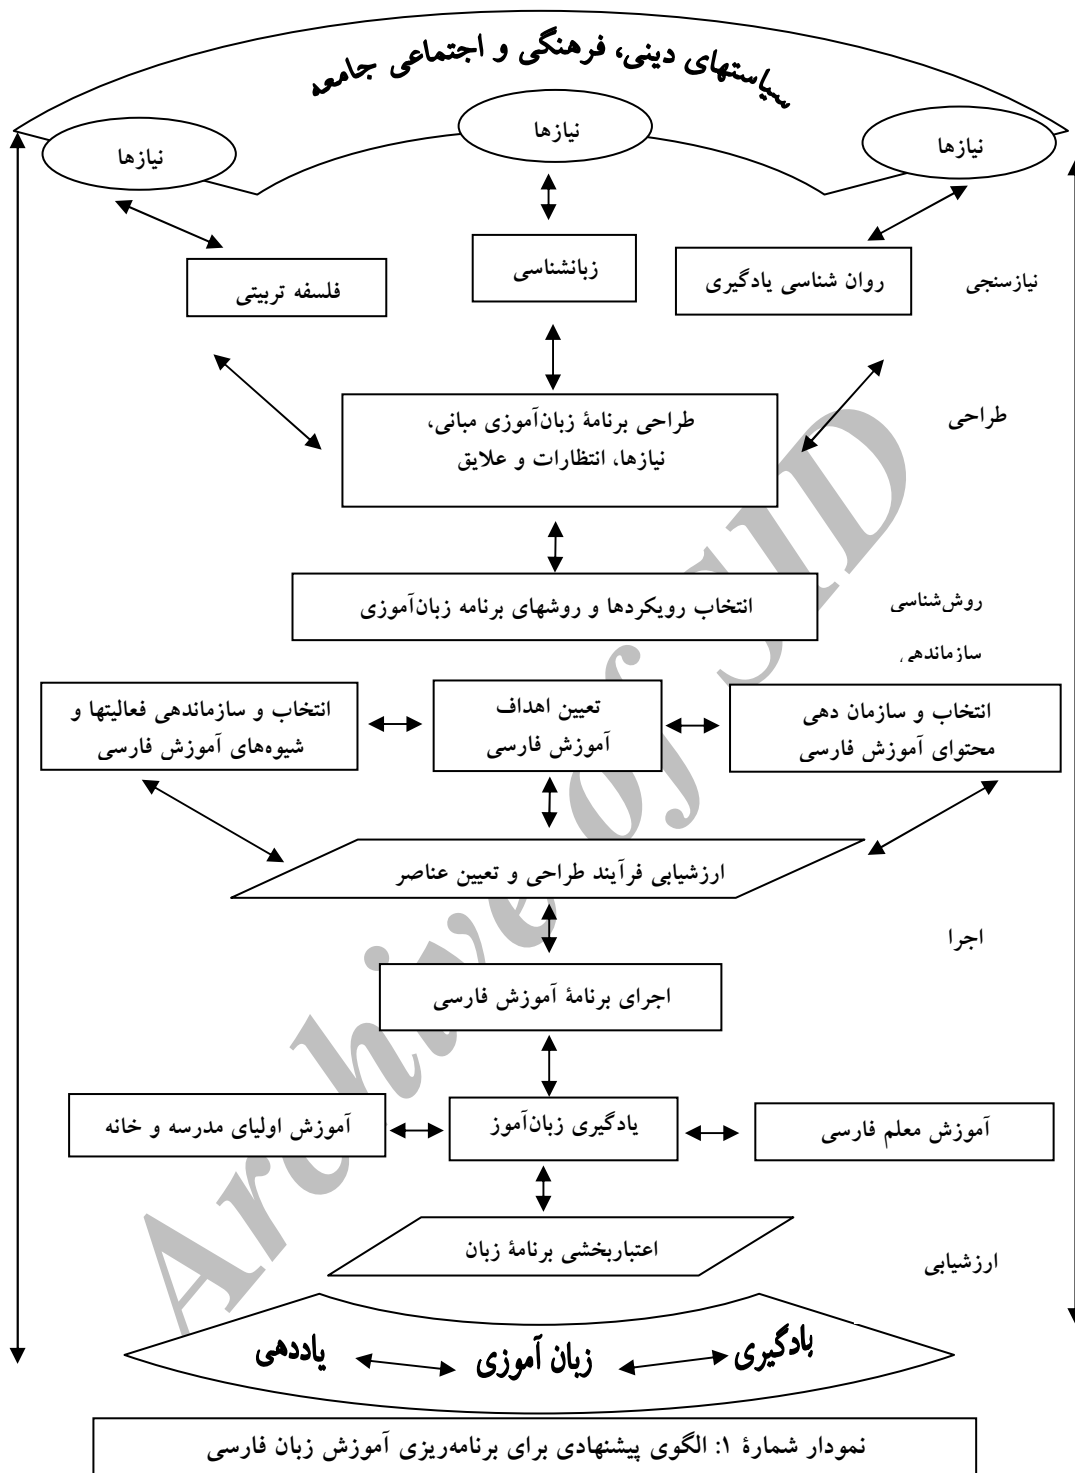 سیاستهای دینی، فرهنگی و اجتماعی جامعه
نیازها
نیازها
نیازها
روان شناسی یادگیری
زبانشناسی
فلسفه تربیتی
نیازسنجی
طراحی
طراحی برنامهٔ زبان‌آموزی مبانی،
نیازها، انتظارات و علایق
روش‌شناسی
انتخاب رویکردها و روشهای برنامه زبان‌آموزی
سازماندهی
انتخاب و سازمان دهی
محتوای آموزش فارسی
تعیین اهداف
آموزش فارسی
انتخاب و سازماندهی فعالیتها و
شیوه‌های آموزش فارسی
ارزشیابی فرآیند طراحی و تعیین عناصر
اجرا
اجرای برنامهٔ آموزش فارسی
آموزش معلم فارسی
یادگیری زبان‌آموز
آموزش اولیای مدرسه و خانه
اعتباربخشی برنامهٔ زبان
ارزشیابی
یادگیری
زبان آموزی
یاددهی
نمودار شمارهٔ ۱: الگوی پیشنهادی برای برنامه‌ریزی آموزش زبان فارسی
Archive of SID